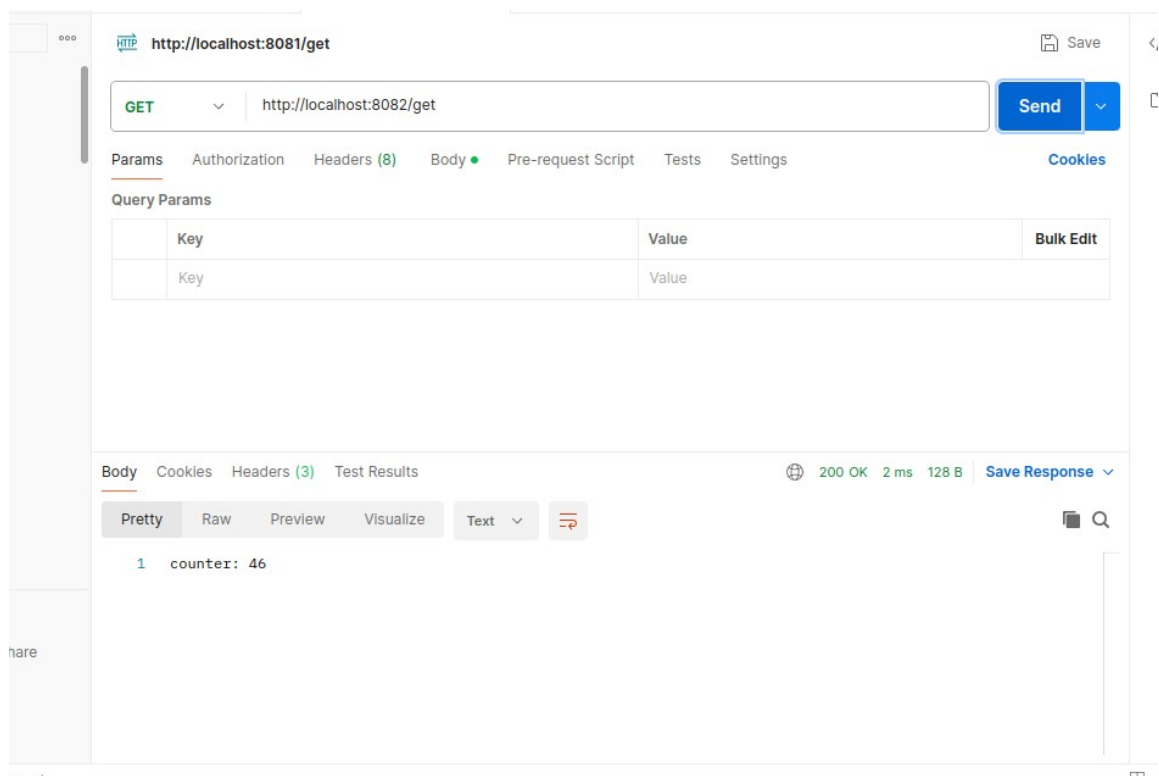 http://localhost:8081/get
Save
GET
http://localhost:8082/get
Send
Params Authorization Headers (8) Body Pre-request Script Tests Settings Cookies
Query Params
Key Value Bulk Edit
Key Value
Body Cookies Headers (3) Test Results 200 OK 2 ms 128 B Save Response
Pretty Raw Preview Visualize Text
1 counter: 46
hare